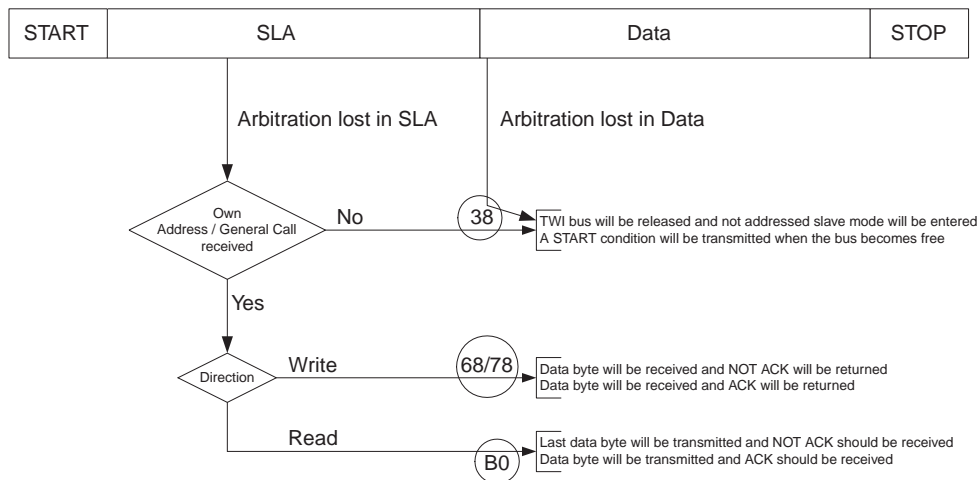 START SLA Data STOP
Arbitration lost in SLA Arbitration lost in Data
Own
Address / General Call
received
No
38
TWI bus will be released and not addressed slave mode will be entered
A START condition will be transmitted when the bus becomes free
Yes
Direction
Write
68/78
Data byte will be received and NOT ACK will be returned
Data byte will be received and ACK will be returned
Read
B0
Last data byte will be transmitted and NOT ACK should be received
Data byte will be transmitted and ACK should be received